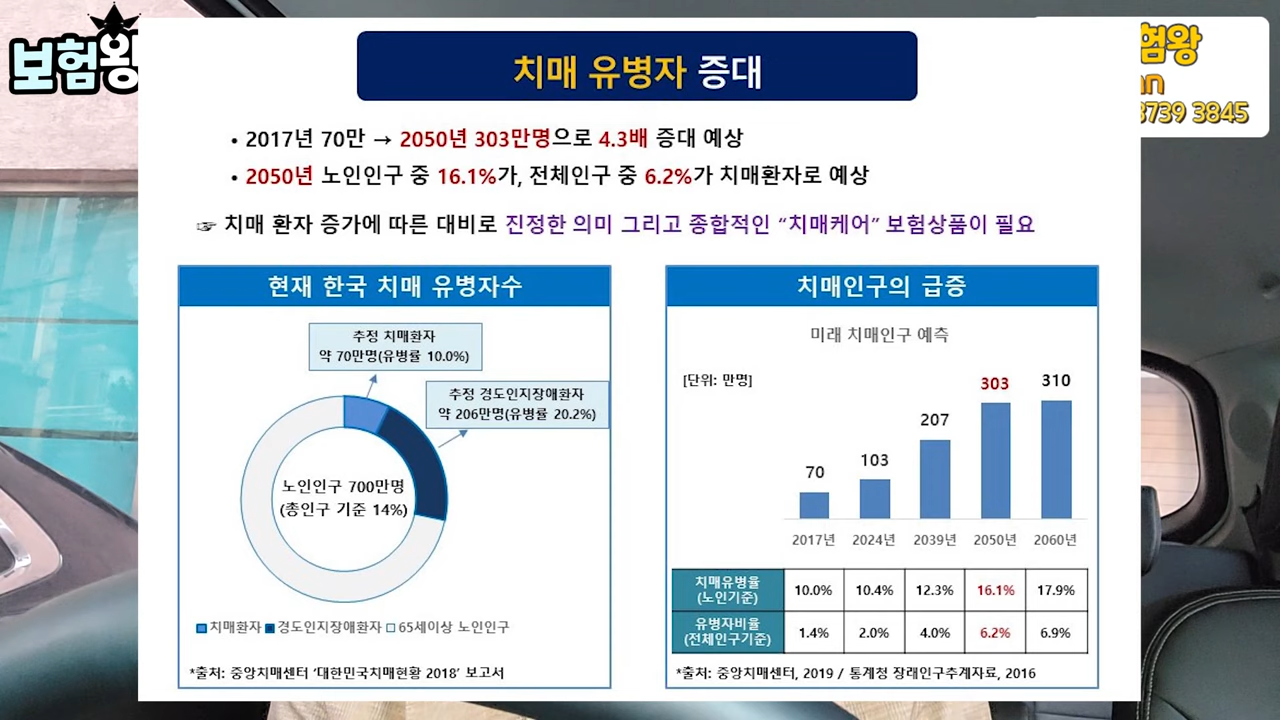 보험왕
험왕
3739 3845
치매 유병자 증대
• 2017년 70만 → 2050년 303만명으로 4.3배 증대 예상
• 2050년 노인인구 중 16.1%가, 전체인구 중 6.2%가 치매환자로 예상
☞ 치매 환자 증가에 따른 대비로 진정한 의미 그리고 종합적인 “치매케어” 보험상품이 필요
현재 한국 치매 유병자수
추정 치매환자
약 70만명(유병률 10.0%)
추정 경도인지장애환자
약 206만명(유병률 20.2%)
노인인구 700만명
(총인구 기준 14%)
치매환자 경도인지장애환자 65세이상 노인인구
*출처: 중앙치매센터 ‘대한민국치매현황 2018’ 보고서
치매인구의 급증
미래 치매인구 예측
[단위: 만명]
70 103 207 303 310
2017년 2024년 2039년 2050년 2060년
치매유병율
(노인기준)
10.0% 10.4% 12.3% 16.1% 17.9%
유병자비율
(전체인구기준)
1.4% 2.0% 4.0% 6.2% 6.9%
*출처: 중앙치매센터, 2019 / 통계청 장래인구추계자료, 2016